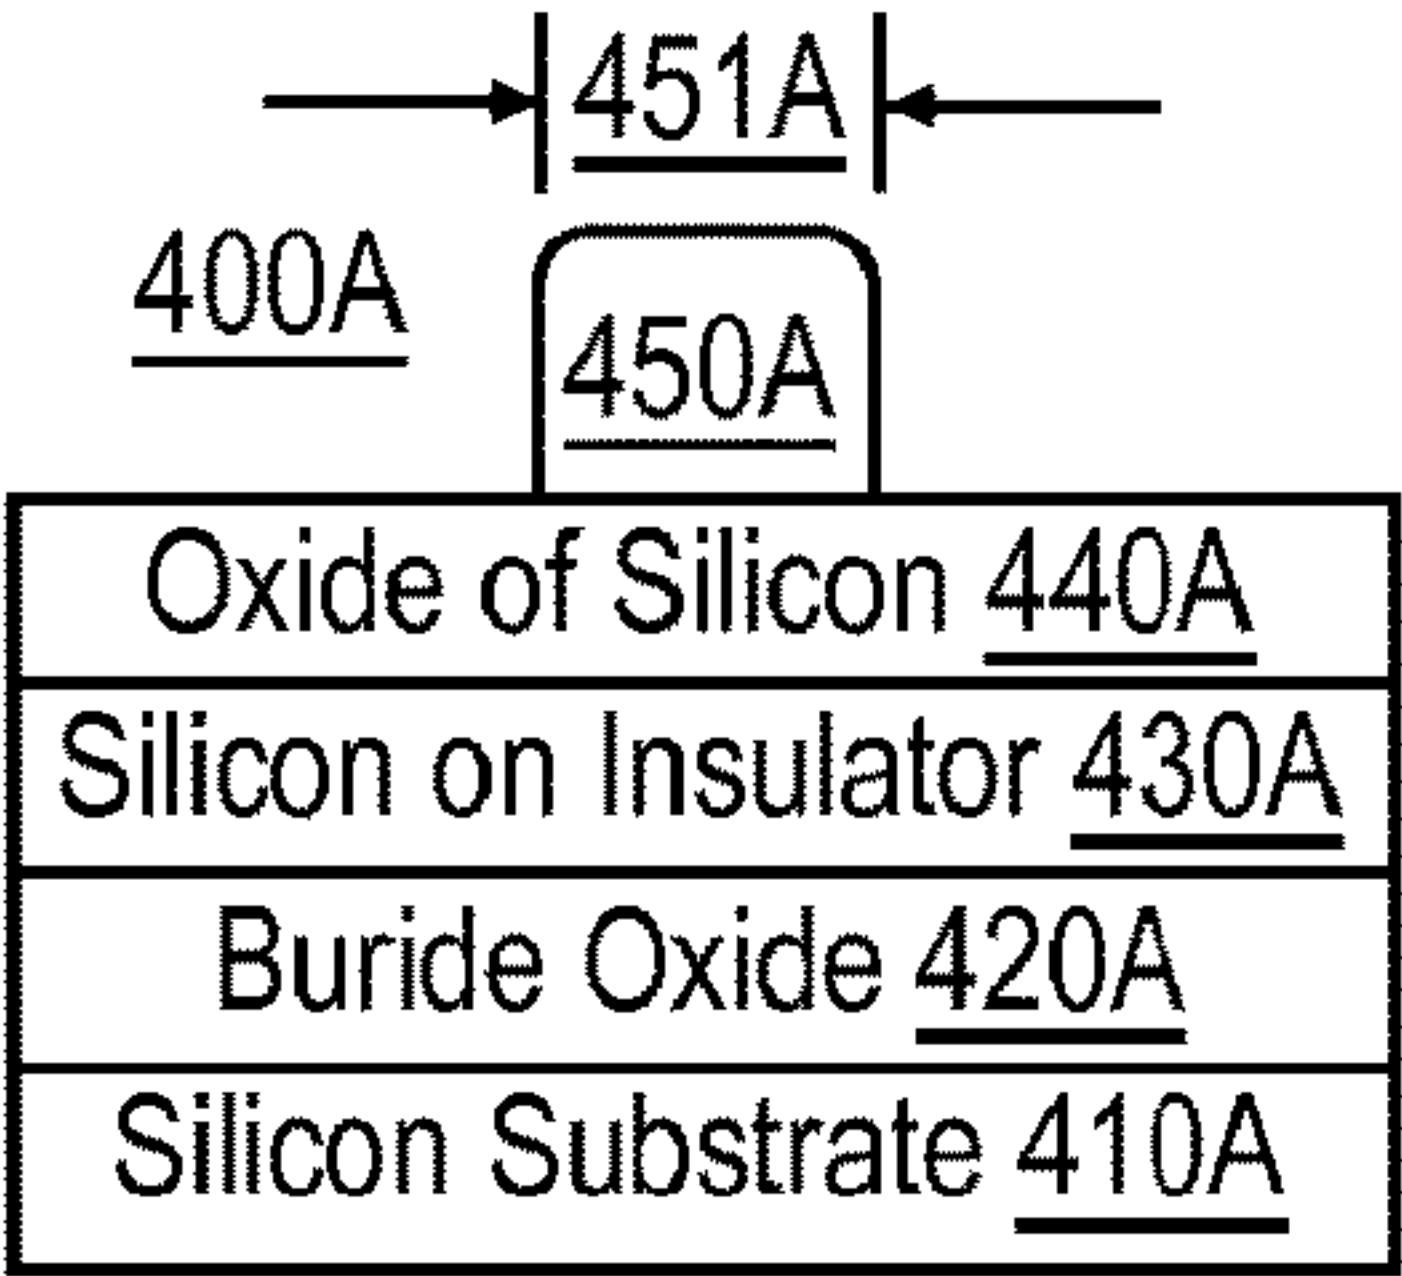 451A
400A
450A
Oxide of Silicon 440A
Silicon on Insulator 430A
Buride Oxide 420A
Silicon Substrate 410A